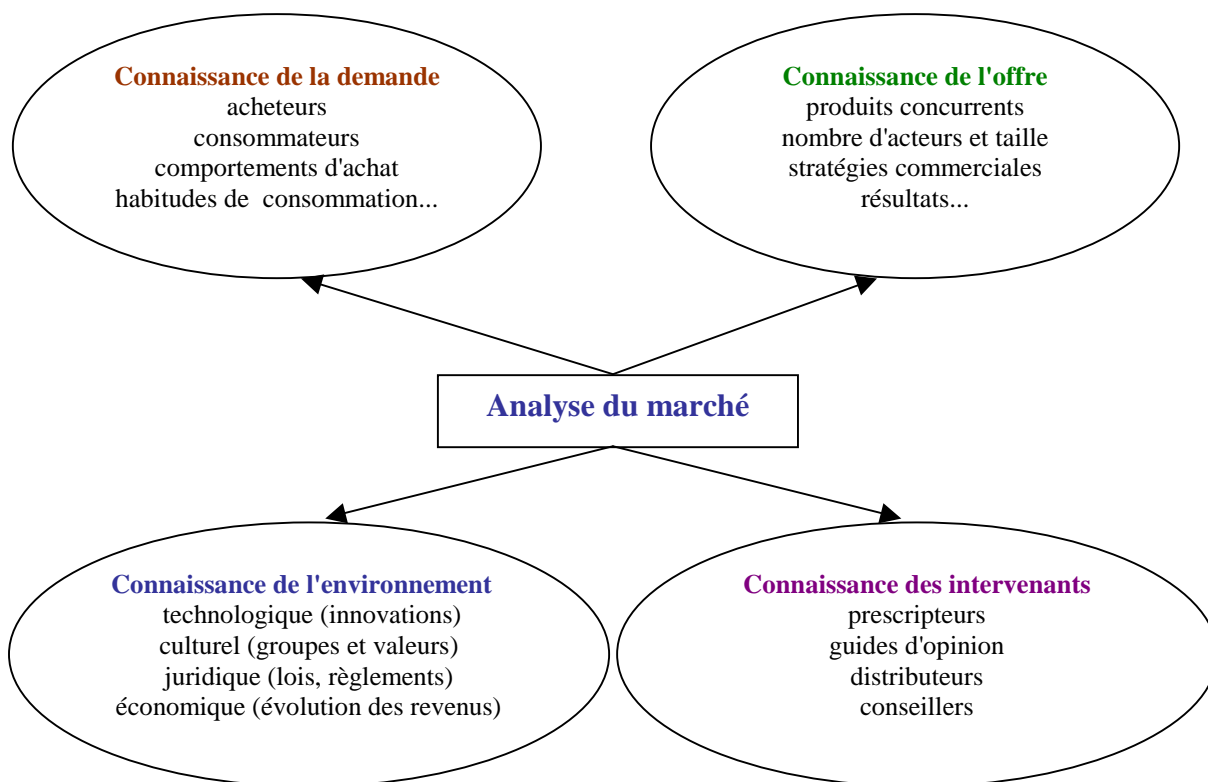 Connaissance de la demande
acheteurs
consommateurs
comportements d'achat
habitudes de consommation...
Connaissance de l'offre
produits concurrents
nombre d'acteurs et taille
stratégies commerciales
résultats...
Analyse du marché
Connaissance de l'environnement
technologique (innovations)
culturel (groupes et valeurs)
juridique (lois, règlements)
économique (évolution des revenus)
Connaissance des intervenants
prescripteurs
guides d'opinion
distributeurs
conseillers